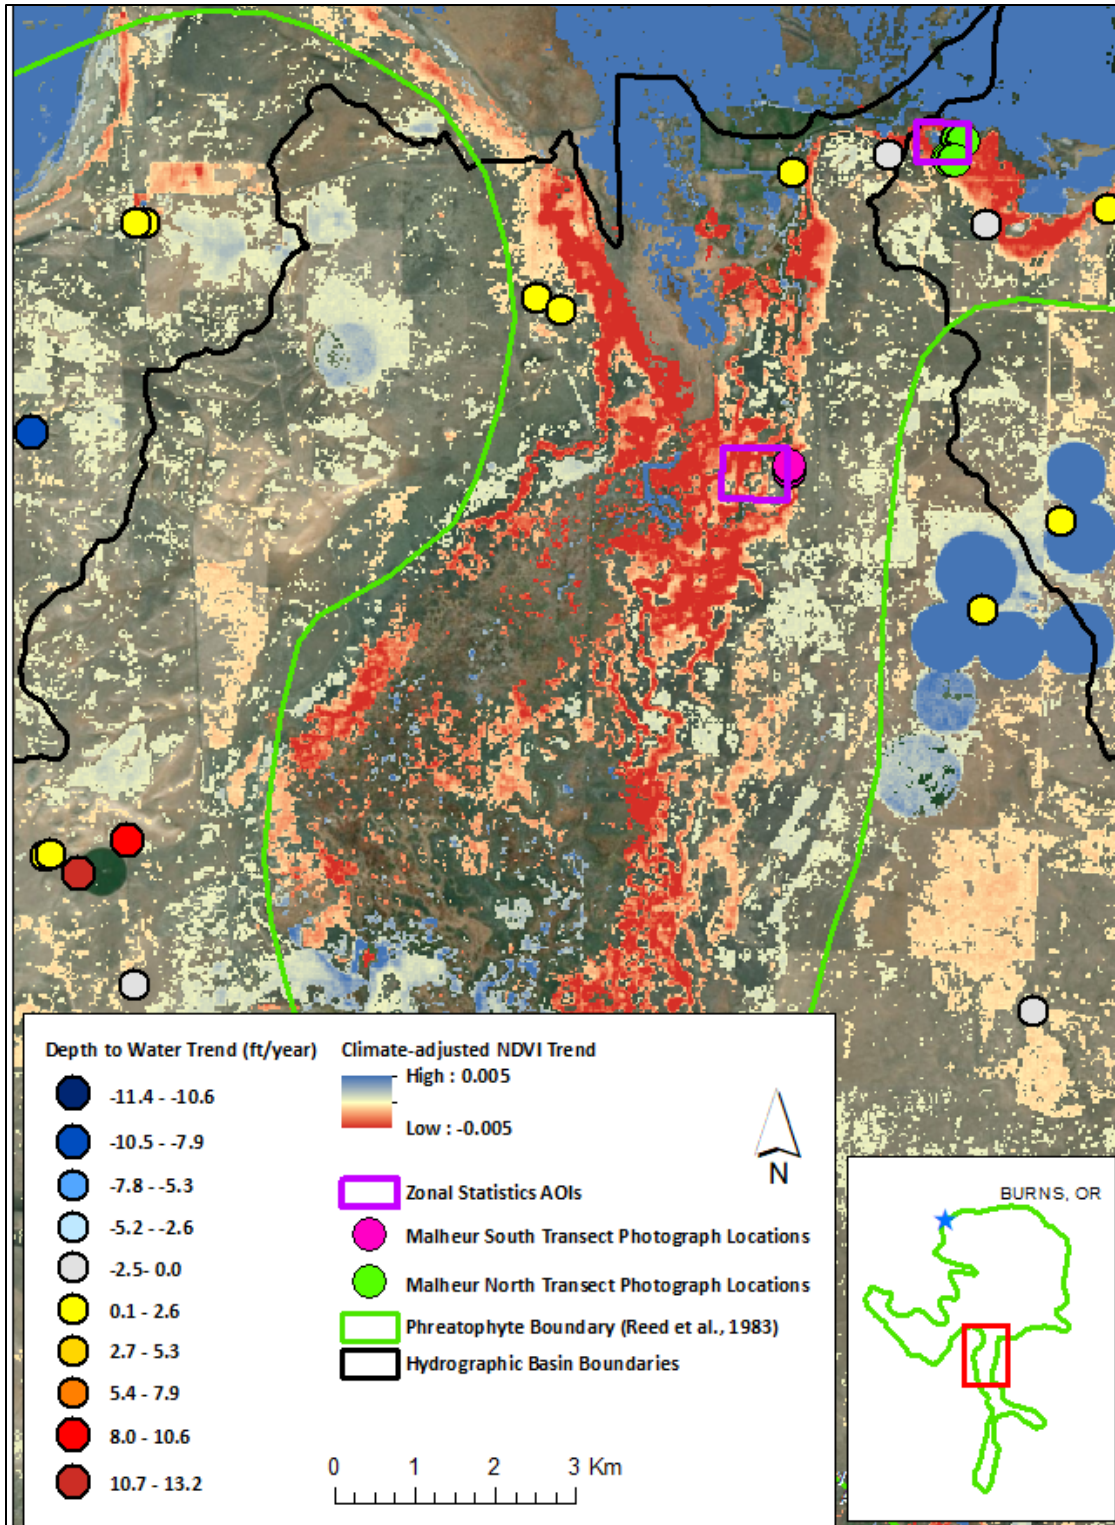 Depth to Water Trend (ft/year)
-11.4 - -10.6
-10.5 - -7.9
-7.8 - -5.3
-5.2 - -2.6
-2.5- 0.0
0.1 - 2.6
2.7 - 5.3
5.4 - 7.9
8.0 - 10.6
10.7 - 13.2
Climate-adjusted NDVI Trend
High : 0.005
Low : -0.005
Zonal Statistics AOIs
Malheur South Transect Photograph Locations
Malheur North Transect Photograph Locations
Phreatophyte Boundary (Reed et al., 1983)
Hydrographic Basin Boundaries
N
0 1 2 3 Km
BURNS, OR